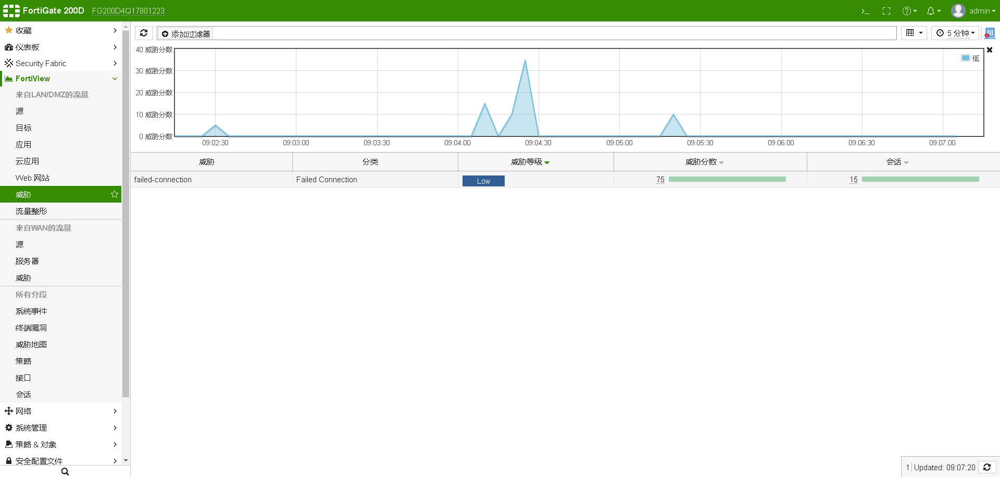 FortiGate 200D FG200D4Q17801223
admin
收藏
仪表板
Security Fabric
FortiView
来自LAN/DMZ的流量
源
目标
应用
云应用
Web 网站
威胁
流量整形
来自WAN的流量
源
服务器
威胁
所有分段
系统事件
终端漏洞
威胁地图
策略
接口
会话
网络
系统管理
策略 & 对象
安全配置文件
添加过滤器
5 分钟
40 威胁分数
30 威胁分数
20 威胁分数
10 威胁分数
0 威胁分数
低
09:02:30 09:03:00 09:03:30 09:04:00 09:04:30 09:05:00 09:05:30 09:06:00 09:06:30 09:07:00
威胁 分类 威胁等级 威胁分数 会话
failed-connection Failed Connection Low 75 15
1 Updated: 09:07:20